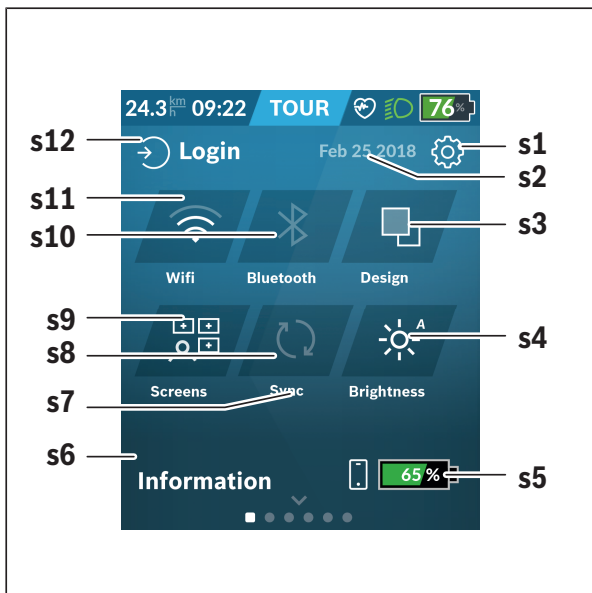 24.3 km/h 09:22 TOUR 76%
s12 Login Feb 25 2018 s1
s2
s11
s10
s3
Wifi Bluetooth Design
s9
A
s8
s4
s7
Screens Sync Brightness
s6
Information 65 % s5